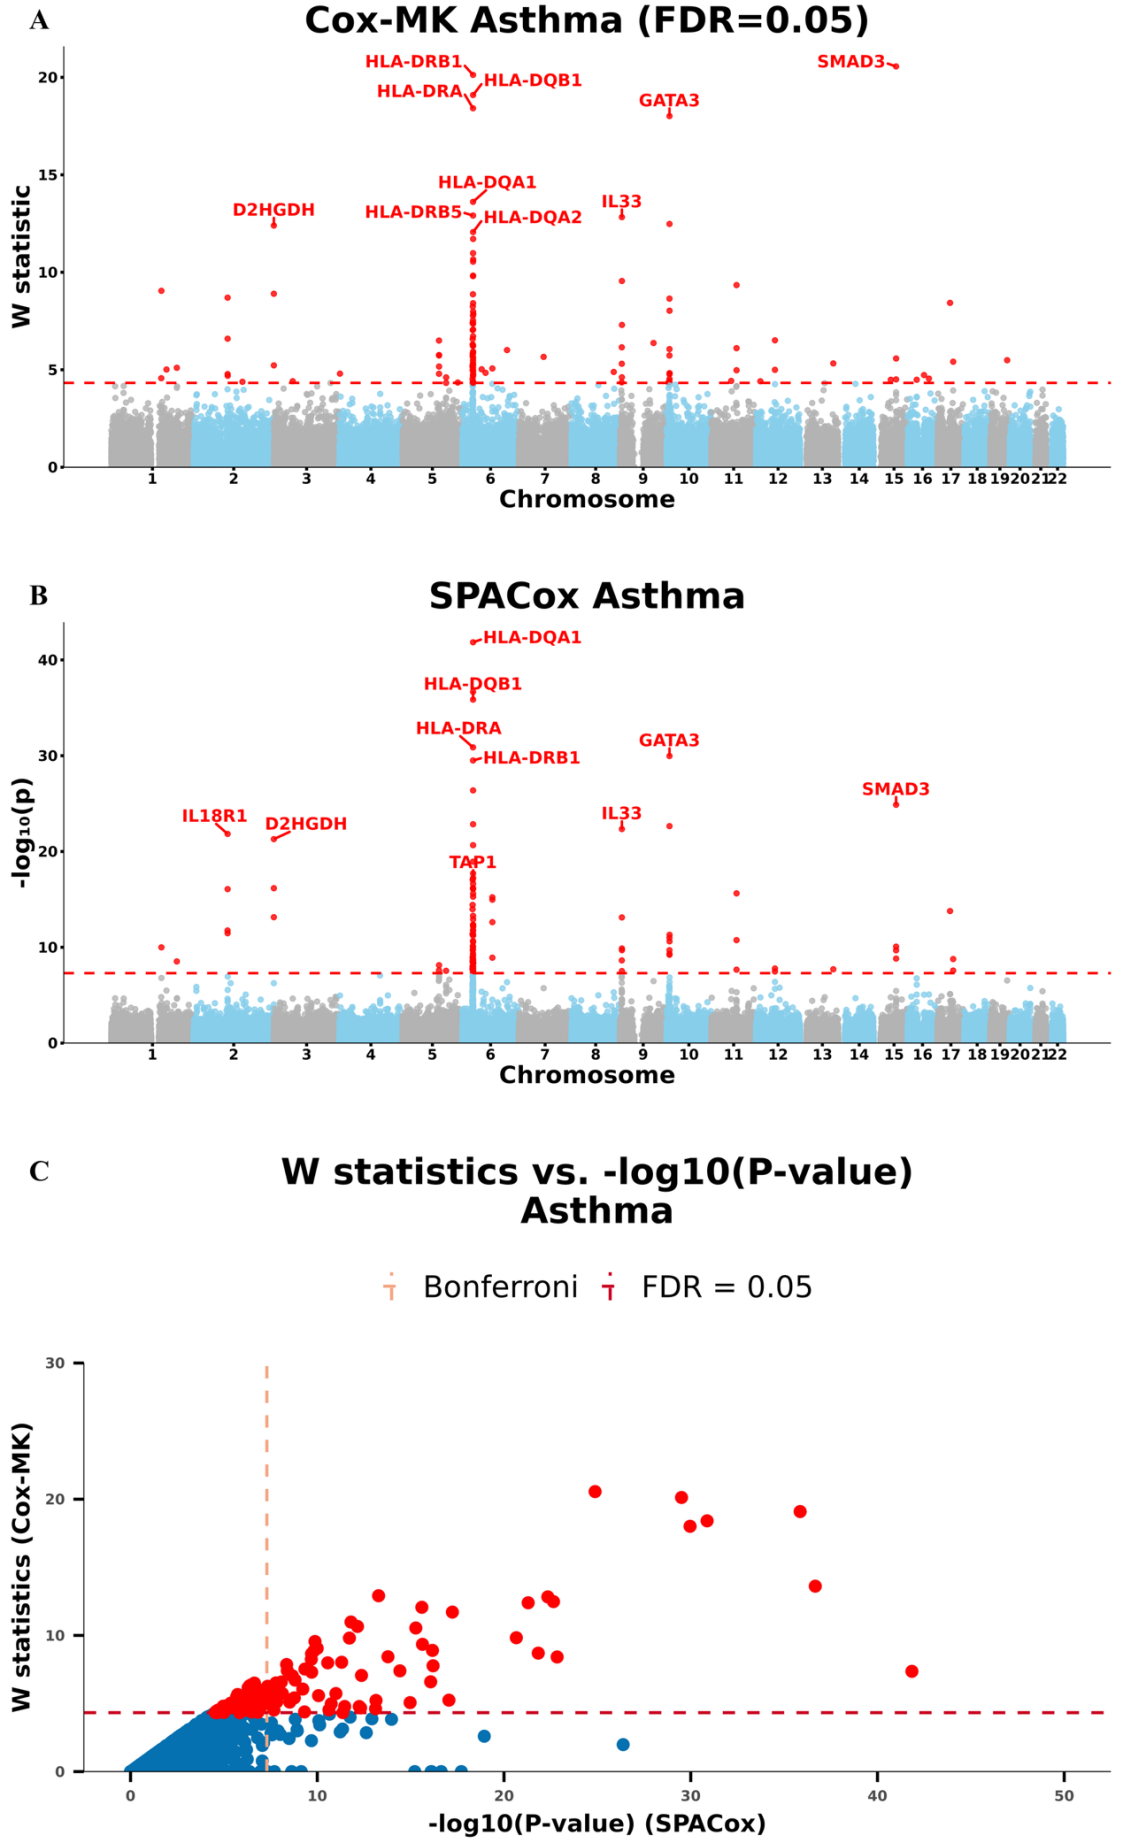 A
Cox-MK Asthma (FDR=0.05)
HLA-DRB1
SMAD3
HLA-DQB1
HLA-DRA
GATA3
HLA-DQA1
IL33
D2HGDH
HLA-DRB5
HLA-DQA2
W statistic
20
15
10
5
0
1 2 3 4 5 6 7 8 9 10 11 12 13 14 15 16 17 18 19 20 21 22
Chromosome
B
SPACox Asthma
HLA-DQA1
HLA-DQB1
HLA-DRA
GATA3
HLA-DRB1
SMAD3
IL18R1
IL33
D2HGDH
TAP1
-log₁₀(p)
40
30
20
10
0
1 2 3 4 5 6 7 8 9 10 11 12 13 14 15 16 17 18 19 20 21 22
Chromosome
C
W statistics vs. -log10(P-value)
Asthma
Bonferroni FDR = 0.05
W statistics (Cox-MK)
30
20
10
0
0 10 20 30 40 50
-log10(P-value) (SPACox)